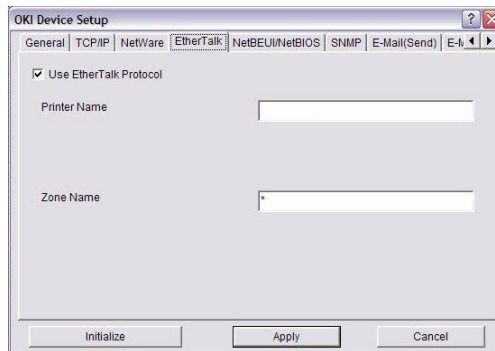 OKI Device Setup
General TCP/IP NetWare EtherTalk NetBEUI/NetBIOS SNMP E-Mail(Send)
Use EtherTalk Protocol
Printer Name
Zone Name *
Initialize Apply Cancel